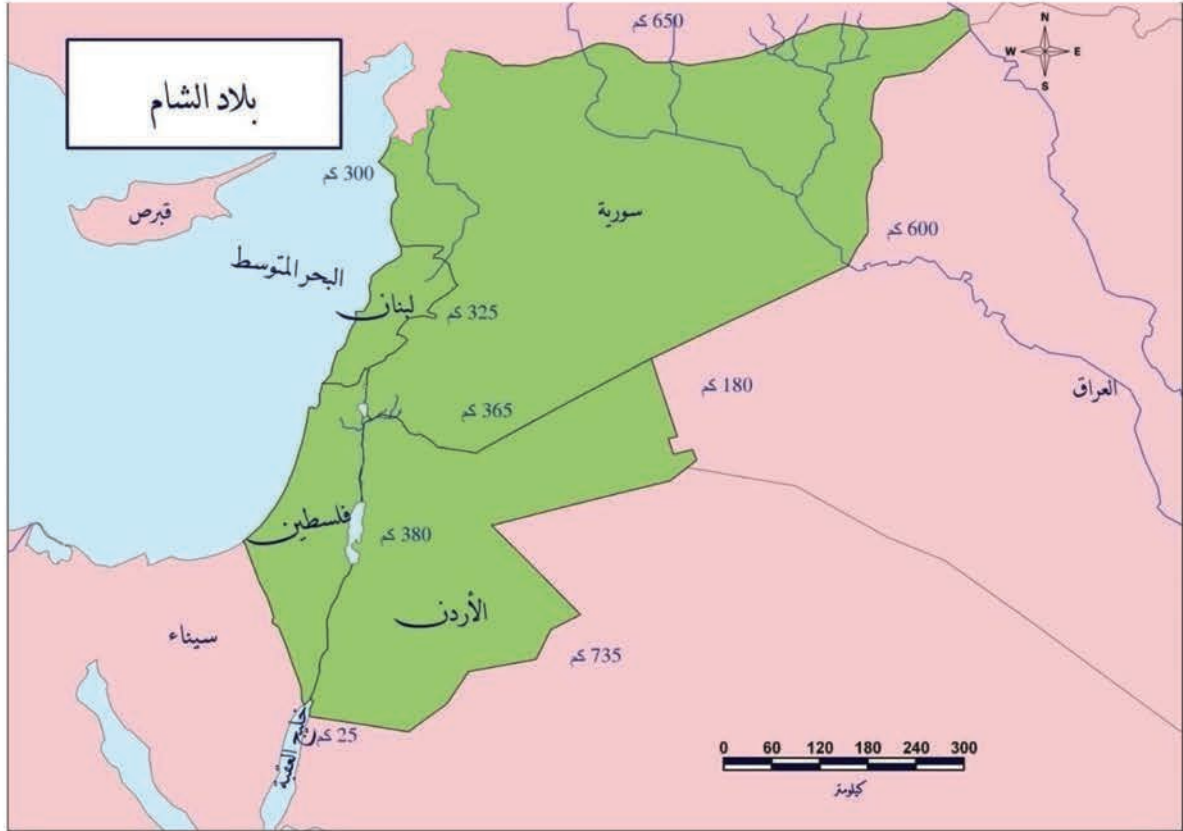 بلاد الشام
650 كم
N
W E
S
300 كم
قبرص
سورية
600 كم
البحر المتوسط
لبنان
325 كم
180 كم
العراق
365 كم
فلسطين
380 كم
الأردن
سيناء
735 كم
25 كم
خليج العقبة
0 60 120 180 240 300
كيلومتر